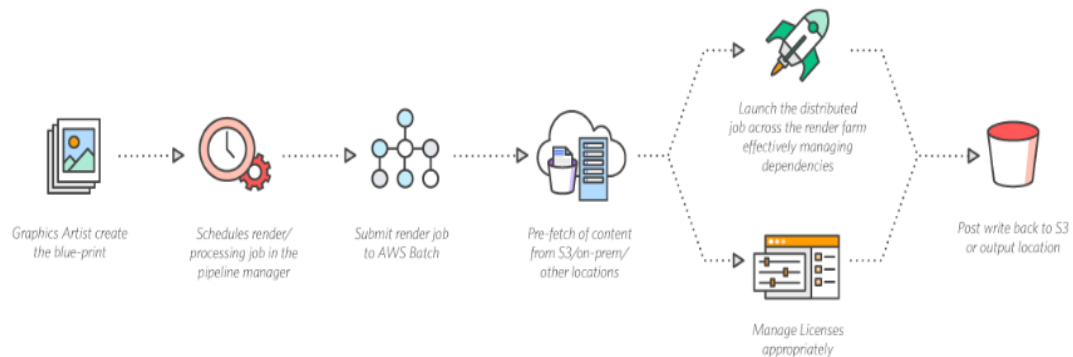 Graphics Artist create
the blue-print
Schedules render/
processing job in the
pipeline manager
Submit render job
to AWS Batch
Pre-fetch of content
from S3/on-prem/
other locations
Launch the distributed
job across the render farm
effectively managing
dependencies
Manage Licenses
appropriately
Post write back to S3
or output location